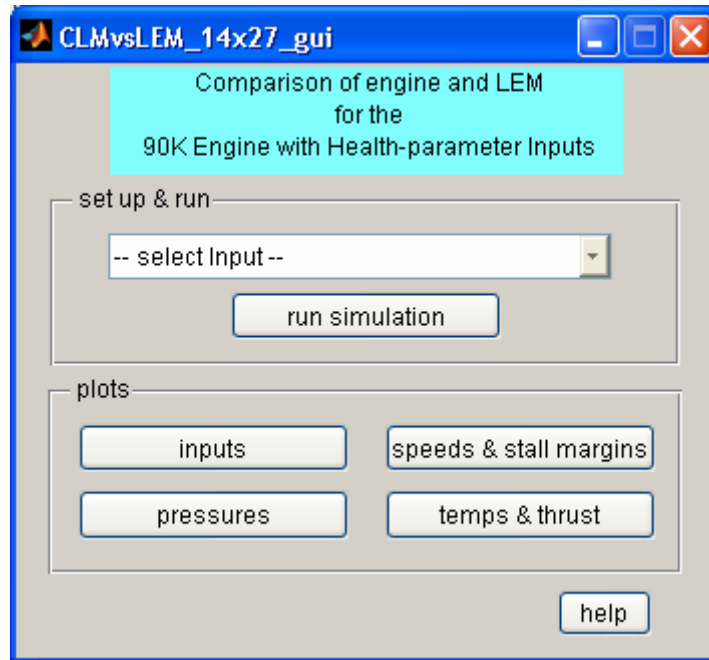 CLMvsLEM_14x27_gui
Comparison of engine and LEM
for the
90K Engine with Health-parameter Inputs
set up & run
-- select Input --
run simulation
plots
inputs
speeds & stall margins
pressures
temps & thrust
help